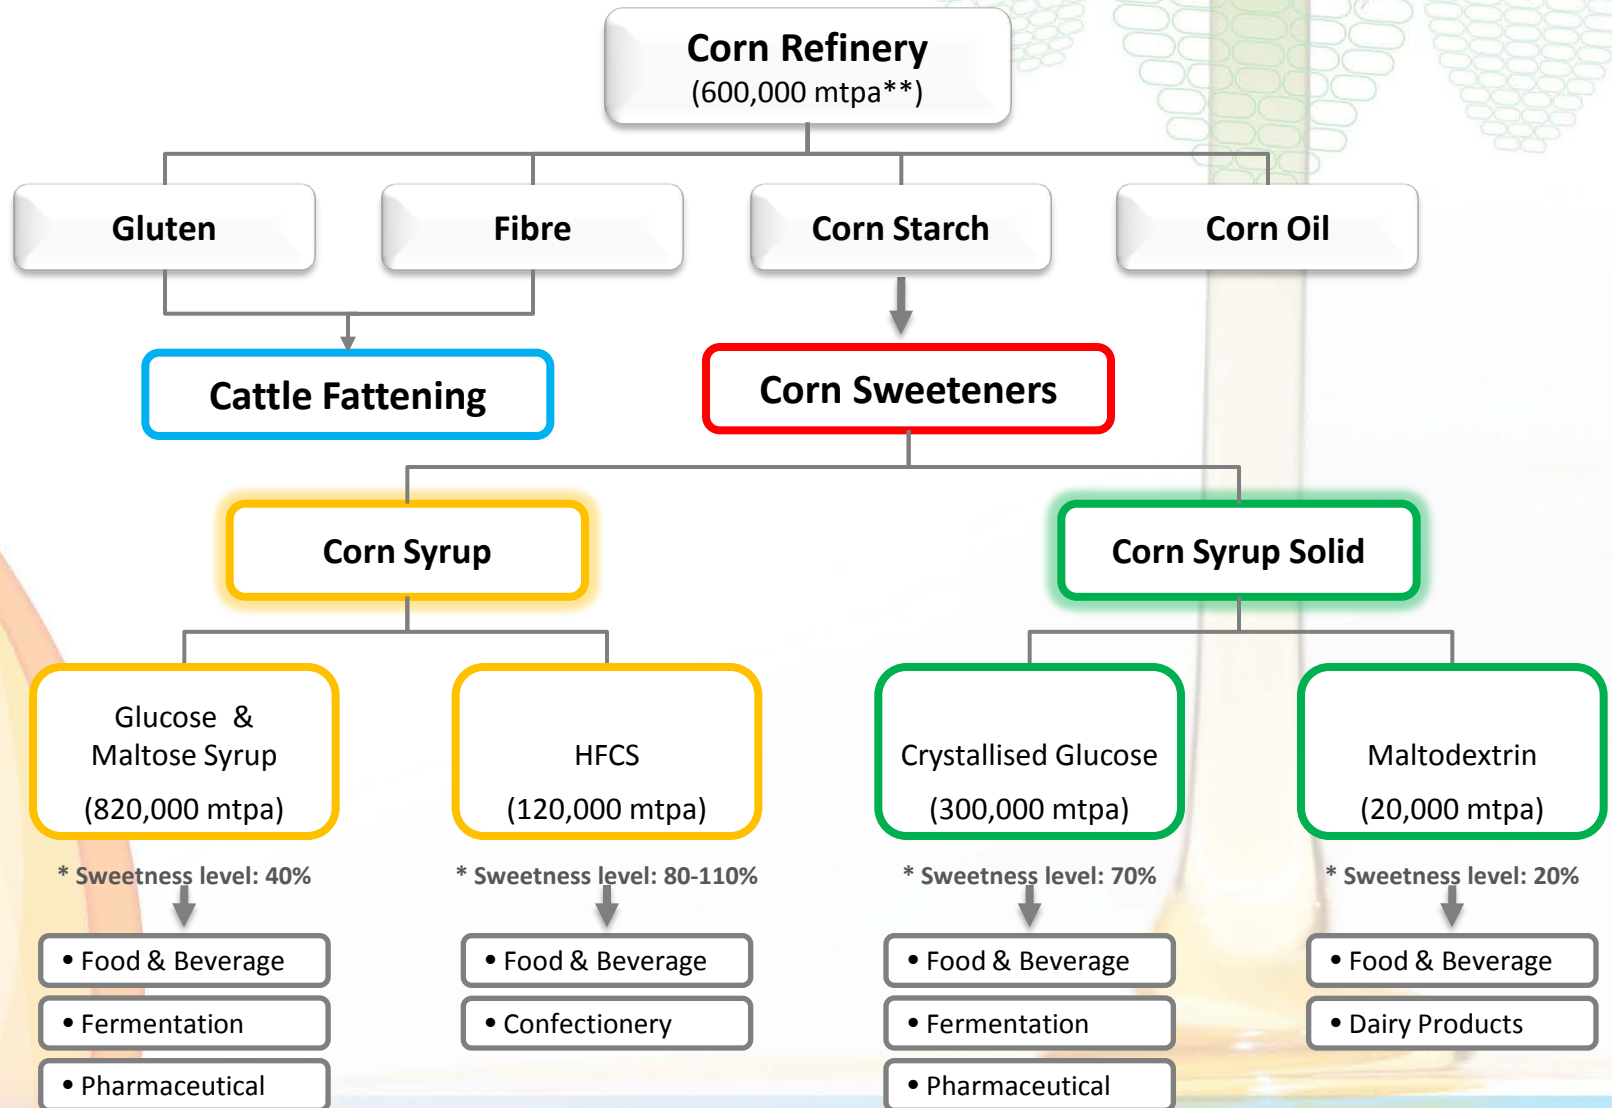 Corn Refinery
(600,000 mtpa**)
Gluten
Fibre
Corn Starch
Corn Oil
Cattle Fattening
Corn Sweeteners
Corn Syrup
Corn Syrup Solid
Glucose &
Maltose Syrup
(820,000 mtpa)
HFCS
(120,000 mtpa)
Crystallised Glucose
(300,000 mtpa)
Maltodextrin
(20,000 mtpa)
* Sweetness level: 40%
* Sweetness level: 80-110%
* Sweetness level: 70%
* Sweetness level: 20%
• Food & Beverage
• Fermentation
• Pharmaceutical
• Food & Beverage
• Confectionery
• Food & Beverage
• Fermentation
• Pharmaceutical
• Food & Beverage
• Dairy Products